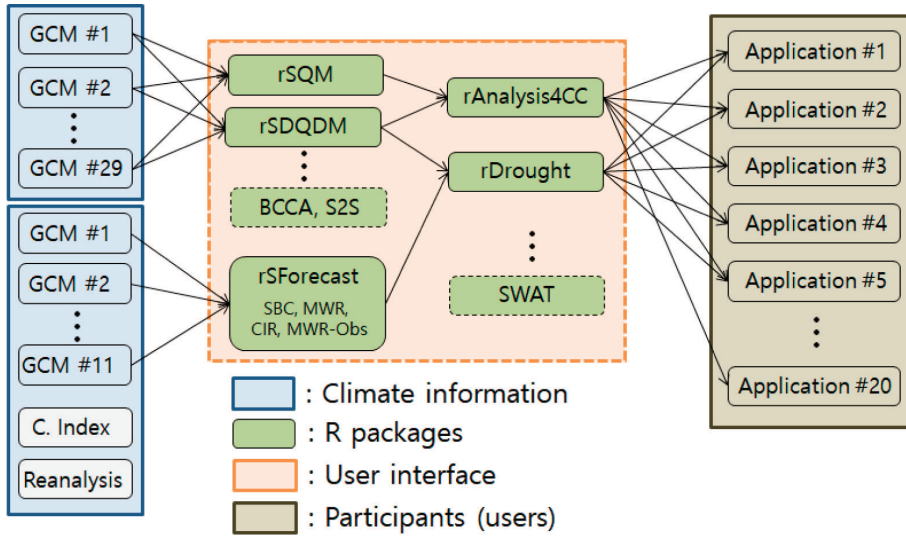 GCM #1
GCM #2
GCM #29
GCM #1
GCM #2
GCM #11
C. Index
Reanalysis
rSQM
rSDQDM
BCCA, S2S
rSForecast
SBC, MWR,
CIR, MWR-Obs
rAnalysis4CC
rDrought
SWAT
Application #1
Application #2
Application #3
Application #4
Application #5
Application #20
: Climate information
: R packages
: User interface
: Participants (users)